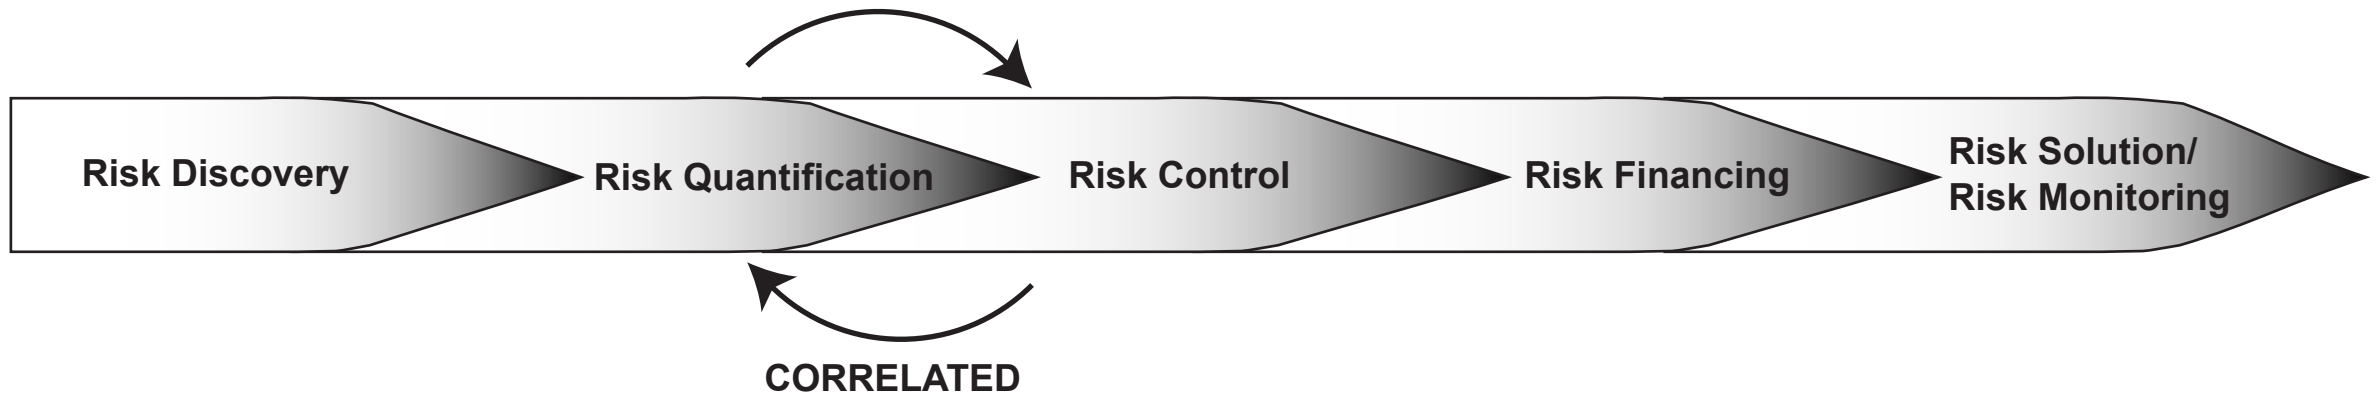 Risk Discovery
Risk Quantification
Risk Control
Risk Financing
Risk Solution/
Risk Monitoring
CORRELATED